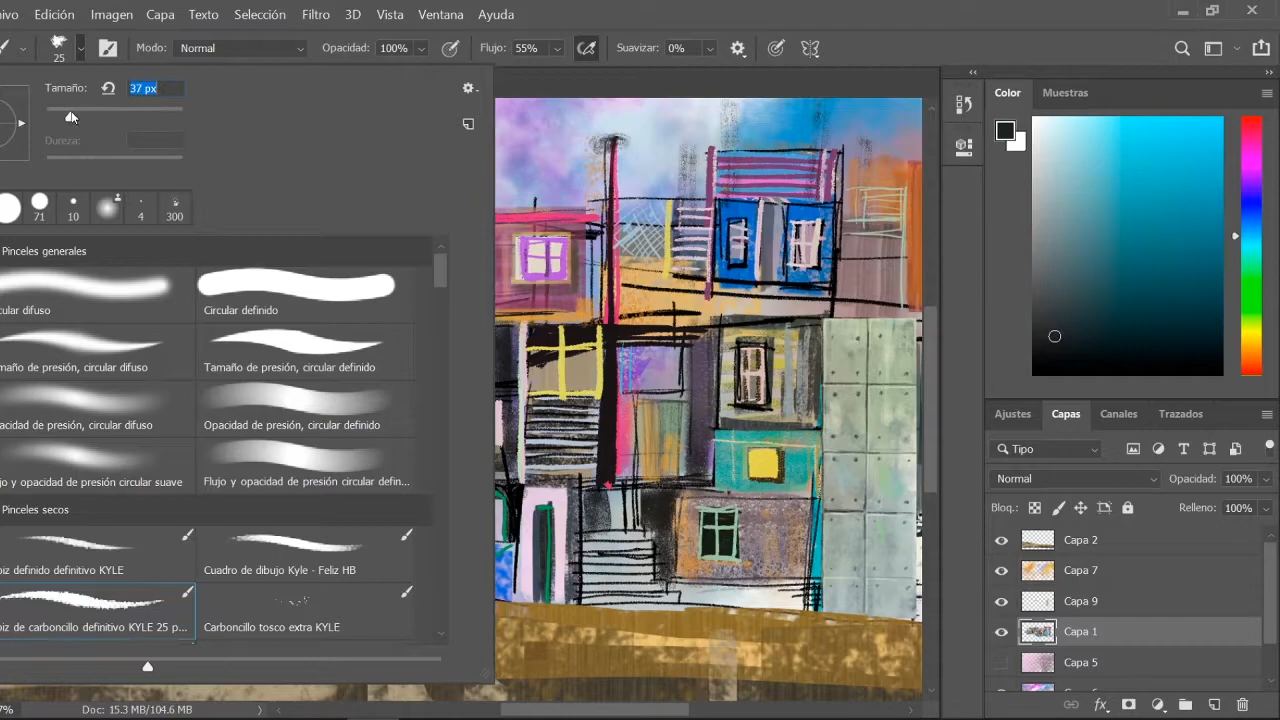 ivo Edición Imagen Capa Texto Selección Filtro 3D Vista Ventana Ayuda
25 Modo: Normal Opacidad: 100% Flujo: 55% Suavizar: 0%
Tamaño: 37 px
Dureza:
71 10 4 300
Pinceles generales
cular difuso Circular definido
maño de presión, circular difuso Tamaño de presión, circular definido
acidad de presión, circular difuso Opacidad de presión, circular definido
ujo y opacidad de presión circular suave Flujo y opacidad de presión circular defin...
Pinceles secos
piz definido definitivo KYLE Cuadro de dibujo Kyle - Feliz HB
piz de carboncillo definitivo KYLE 25 p... Carboncillo tosco extra KYLE
7% Doc: 15.3 MB/104.6 MB
Color Muestras
Ajustes Capas Canales Trazados
Tipo
Normal Opacidad: 100%
Bloq.: Relleno: 100%
Capa 2
Capa 7
Capa 9
Capa 1
Capa 5
fx